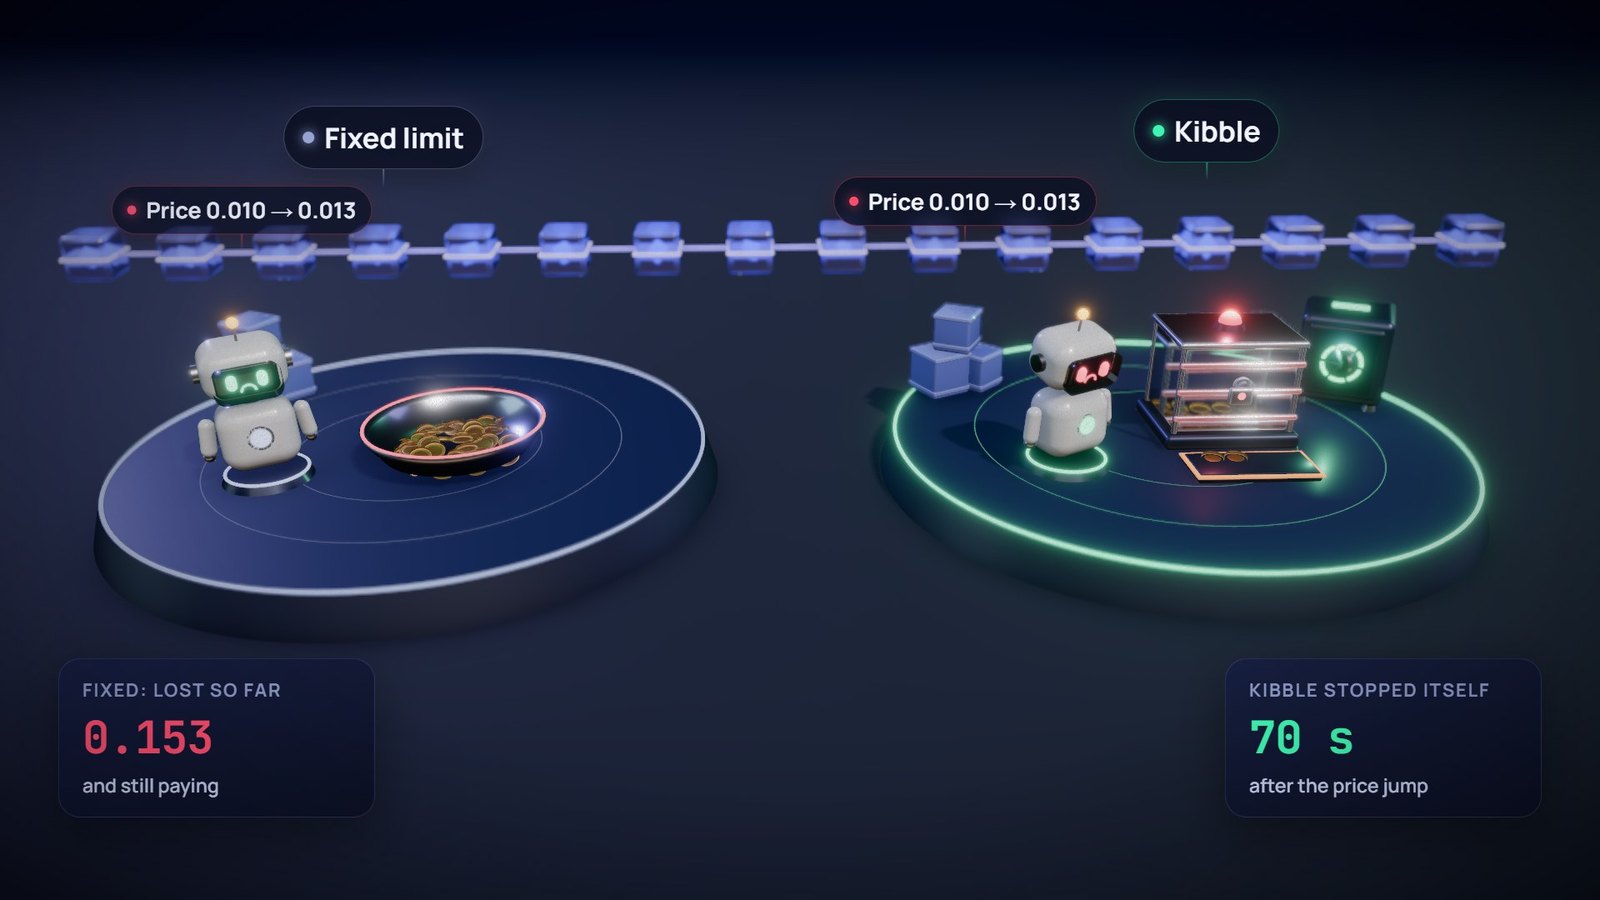 Fixed limit
Kibble
Price 0.010 → 0.013
Price 0.010 → 0.013
FIXED: LOST SO FAR
0.153
and still paying
KIBBLE STOPPED ITSELF
70 s
after the price jump